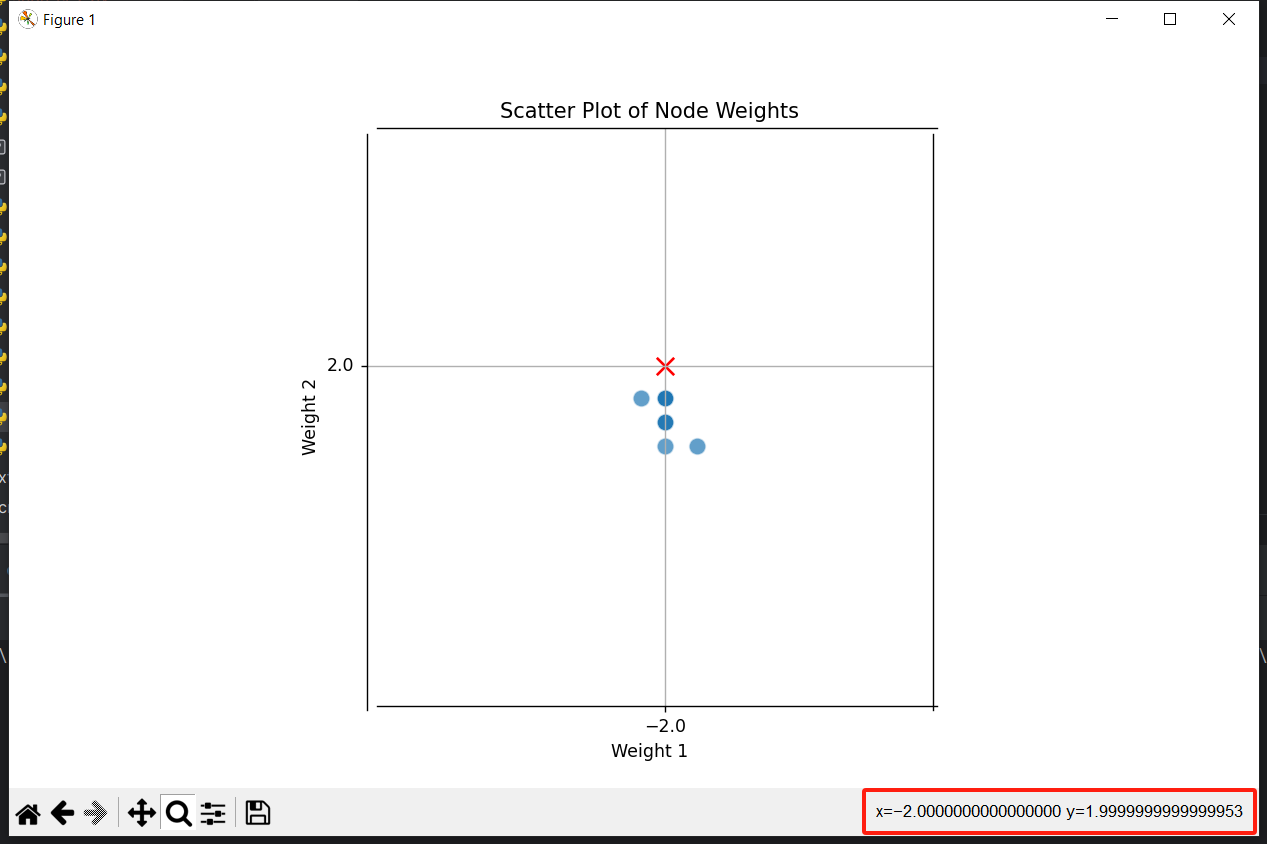 Figure 1
Scatter Plot of Node Weights
2.0
Weight 2
−2.0
Weight 1
x=−2.0000000000000000 y=1.9999999999999953